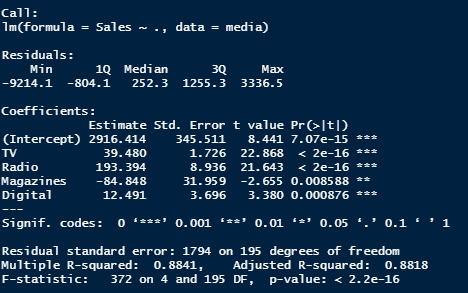 Call:
lm(formula = Sales ~ ., data = media)
Residuals:
    Min      1Q  Median      3Q     Max
-9214.1  -804.1   252.3  1255.3  3336.5
Coefficients:
            Estimate Std. Error t value Pr(>|t|)
(Intercept) 2916.414    345.511   8.441 7.07e-15 ***
TV            39.480      1.726  22.868  < 2e-16 ***
Radio        193.394      8.936  21.643  < 2e-16 ***
Magazines    -84.848     31.959  -2.655 0.008588 **
Digital       12.491      3.696   3.380 0.000876 ***
---
Signif. codes:  0 ‘***’ 0.001 ‘**’ 0.01 ‘*’ 0.05 ‘.’ 0.1 ‘ ’ 1
Residual standard error: 1794 on 195 degrees of freedom
Multiple R-squared:  0.8841,    Adjusted R-squared:  0.8818
F-statistic:   372 on 4 and 195 DF,  p-value: < 2.2e-16